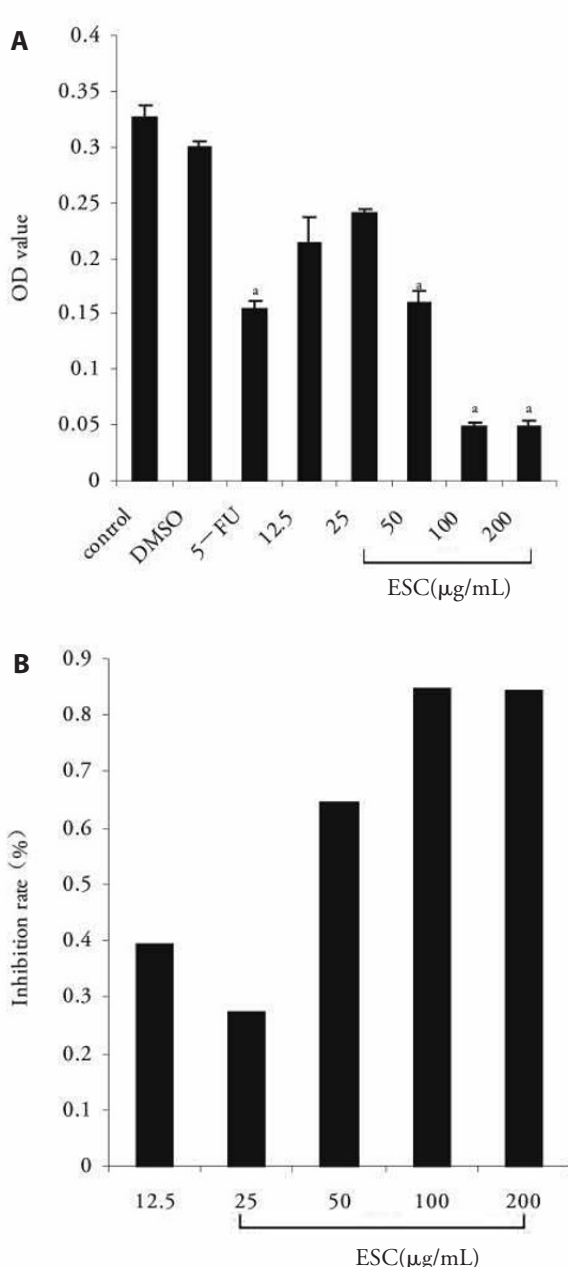 A
0.4
0.35
0.3
0.25
0.2
0.15
0.1
0.05
0
OD value
a
a
a
a
control
DMSO
5-FU
12.5
25
50
100
200
ESC(μg/mL)
B
0.9
0.8
0.7
0.6
0.5
0.4
0.3
0.2
0.1
0
Inhibition rate (%)
12.5
25
50
100
200
ESC(μg/mL)